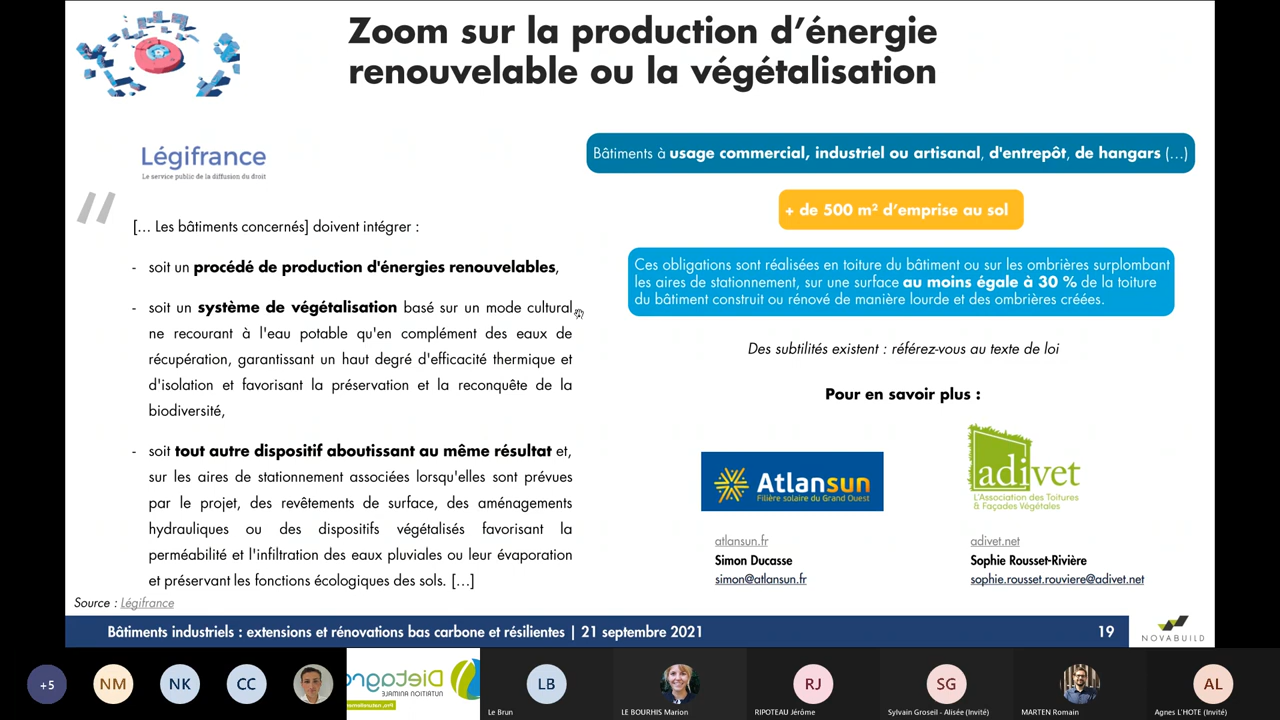 Zoom sur la production d'énergie
renouvelable ou la végétalisation
Légifrance
Le service public de la diffusion du droit
"
[... Les bâtiments concernés] doivent intégrer :
- soit un procédé de production d'énergies renouvelables,
- soit un système de végétalisation basé sur un mode cultural
ne recourant à l'eau potable qu'en complément des eaux de
récupération, garantissant un haut degré d'efficacité thermique et
d'isolation et favorisant la préservation et la reconquête de la
biodiversité,
- soit tout autre dispositif aboutissant au même résultat et,
sur les aires de stationnement associées lorsqu'elles sont prévues
par le projet, des revêtements de surface, des aménagements
hydrauliques ou des dispositifs végétalisés favorisant la
perméabilité et l'infiltration des eaux pluviales ou leur évaporation
et préservant les fonctions écologiques des sols. [...]
Source : Légifrance
Bâtiments à usage commercial, industriel ou artisanal, d'entrepôt, de hangars (...)
+ de 500 m² d'emprise au sol
Ces obligations sont réalisées en toiture du bâtiment ou sur les ombrières surplombant
les aires de stationnement, sur une surface au moins égale à 30 % de la toiture
du bâtiment construit ou rénové de manière lourde et des ombrières créées.
Des subtilités existent : référez-vous au texte de loi
Pour en savoir plus :
Atlansun
Filière solaire du Grand Ouest
atlansun.fr
Simon Ducasse
simon@atlansun.fr
adivet
L'Association des Toitures
& Façades Végétales
adivet.net
Sophie Rousset-Rivière
sophie.rousset.rouviere@adivet.net
Bâtiments industriels : extensions et rénovations bas carbone et résilientes | 21 septembre 2021
19
NOVABUILD
+5
NM
NK
CC
Dietagro
NUTRITION ANIMALE
Pro, naturellement
LB
Le Brun
LE BOURHIS Marion
RJ
RIPOTEAU Jérôme
SG
Sylvain Groseil - Alisée (Invité)
MARTEN Romain
AL
Agnes L'HOTE (Invité)